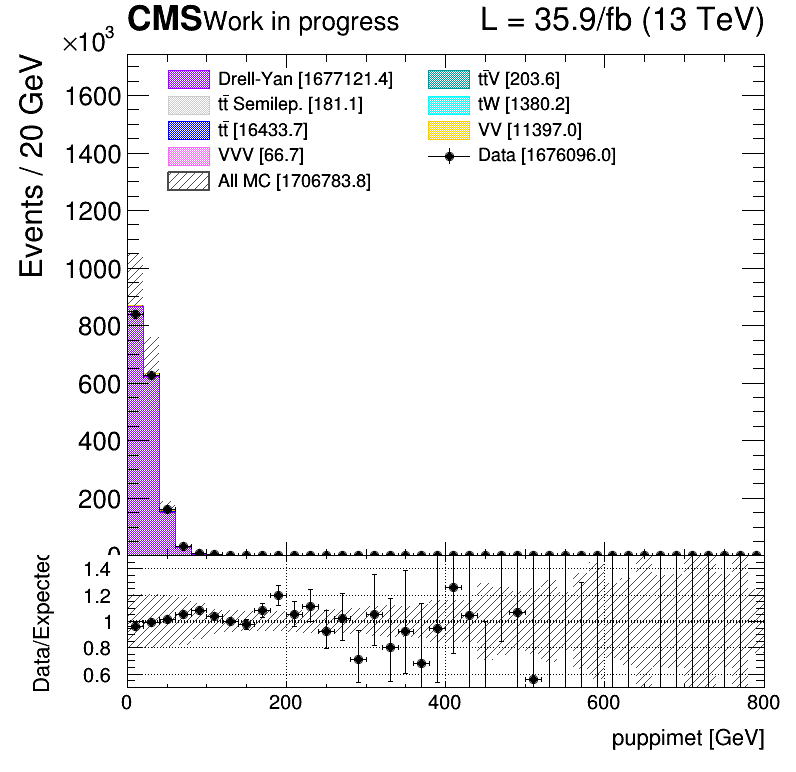 CMS Work in progress L = 35.9/fb (13 TeV)
×10³
Events / 20 GeV
1600
1400
1200
1000
800
600
400
200
0
Drell-Yan [1677121.4]
tt̄ Semilep. [181.1]
tt̄ [16433.7]
VVV [66.7]
All MC [1706783.8]
tt̄V [203.6]
tW [1380.2]
VV [11397.0]
Data [1676096.0]
Data/Expected
1.4
1.2
1
0.8
0.6
0 200 400 600 800
puppimet [GeV]